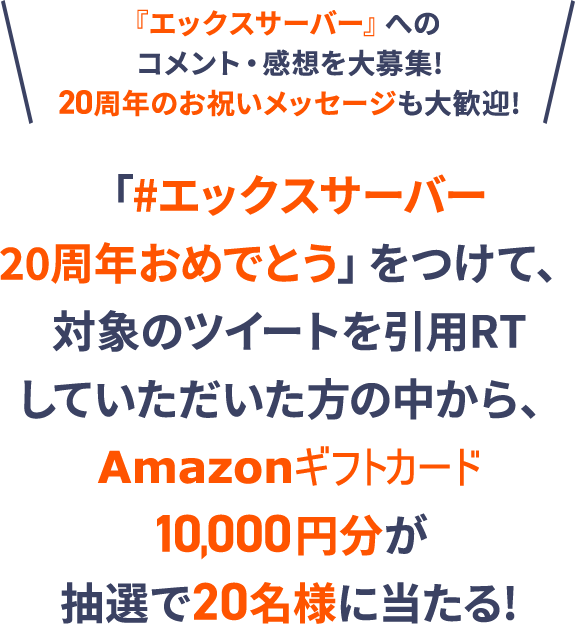 『エックスサーバー』への
コメント・感想を大募集!
20周年のお祝いメッセージも大歓迎!
「#エックスサーバー
20周年おめでとう」をつけて、
対象のツイートを引用RT
していただいた方の中から、
Amazonギフトカード
10,000円分が
抽選で20名様に当たる!